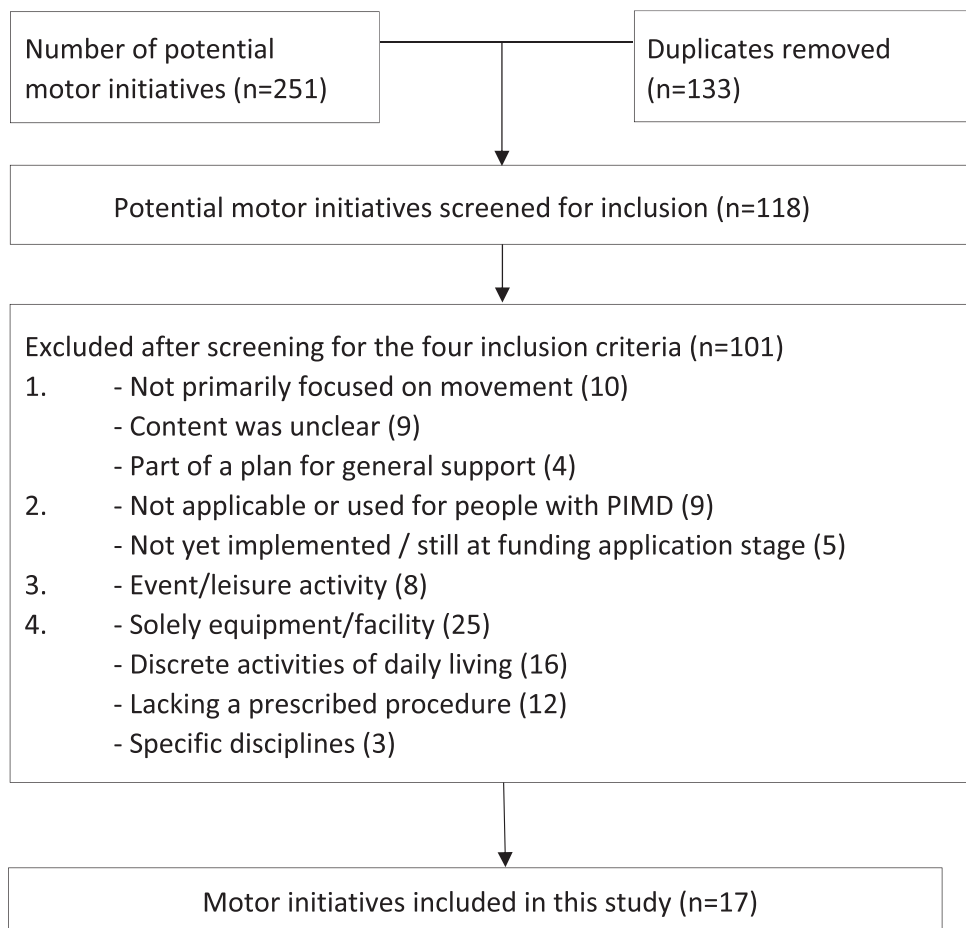 Number of potential
motor initiatives (n=251)
Duplicates removed
(n=133)
Potential motor initiatives screened for inclusion (n=118)
Excluded after screening for the four inclusion criteria (n=101)
1. - Not primarily focused on movement (10)
- Content was unclear (9)
- Part of a plan for general support (4)
2. - Not applicable or used for people with PIMD (9)
- Not yet implemented / still at funding application stage (5)
3. - Event/leisure activity (8)
4. - Solely equipment/facility (25)
- Discrete activities of daily living (16)
- Lacking a prescribed procedure (12)
- Specific disciplines (3)
Motor initiatives included in this study (n=17)